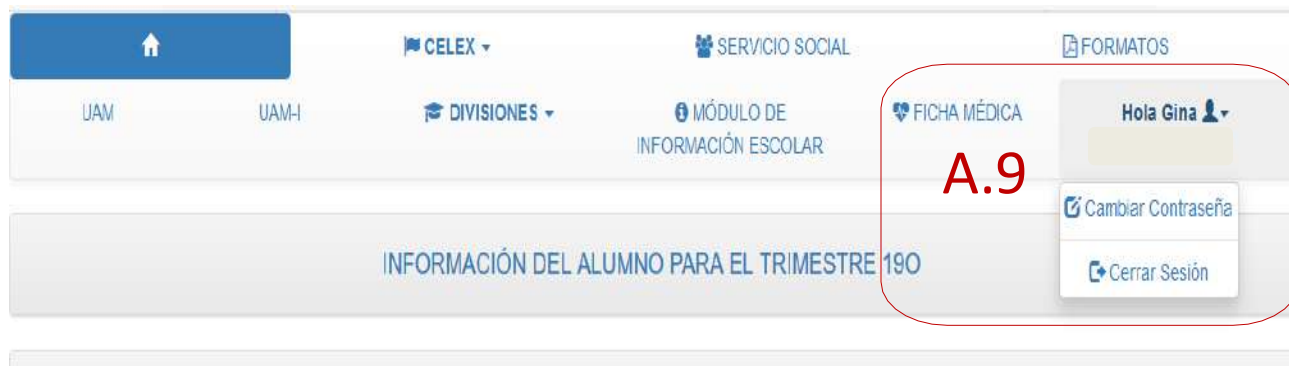 CELEX
SERVICIO SOCIAL
FORMATOS
UAM
UAM-I
DIVISIONES
MÓDULO DE
INFORMACIÓN ESCOLAR
FICHA MÉDICA
Hola Gina
A.9
Cambiar Contraseña
INFORMACIÓN DEL ALUMNO PARA EL TRIMESTRE 19O
Cerrar Sesión